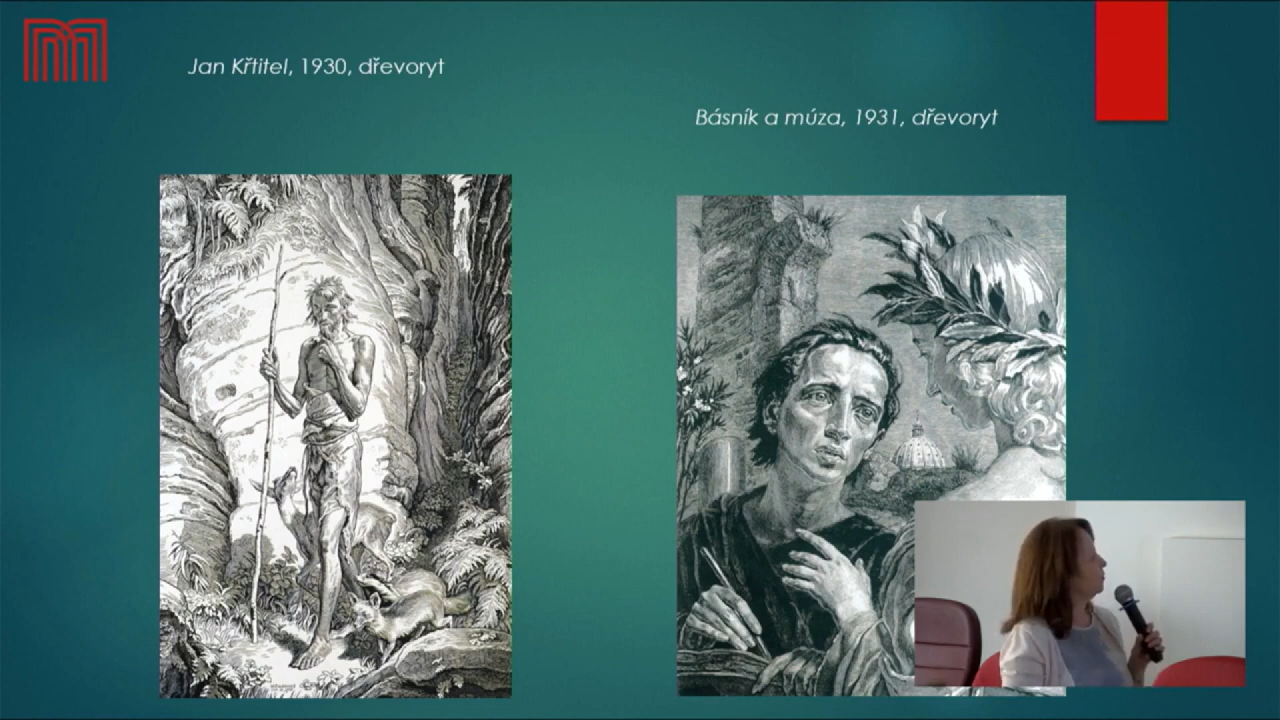 Jan Křtitel, 1930, dřevoryt
Básník a múza, 1931, dřevoryt